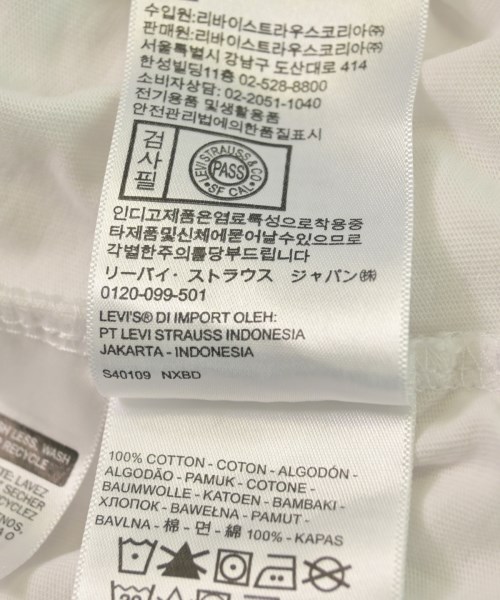 수입원:리바이스트라우스코리아㈜
판매원:리바이스트라우스코리아㈜
서울특별시 강남구 도산대로 414
한성빌딩11층 02-528-8800
소비자상담: 02-2051-1040
전기용품 및생활용품
안전관리법에의한품질표시
검사필
LEVI STRAUSS & CO
PASS
SF CAL
인디고제품은염료특성으로착용중
타제품및신체에묻어날수있으므로
각별한주의를당부드립니다
リーバイ・ストラウス ジャパン㈱
0120-099-501
LEVI'S® DI IMPORT OLEH:
PT LEVI STRAUSS INDONESIA
JAKARTA - INDONESIA
S40109 NXBD
LESS, WASH
RECYCLE
LAVEZ
SÉCHER
100% COTTON - COTON - ALGODÓN -
ALGODÃO - PAMUK - COTONE -
BAUMWOLLE - KATOEN - BAMBAKI -
ХЛОПОК - BAWEŁNA - PAMUT -
BAVLNA - 棉 - 면 - 綿 100% - KAPAS